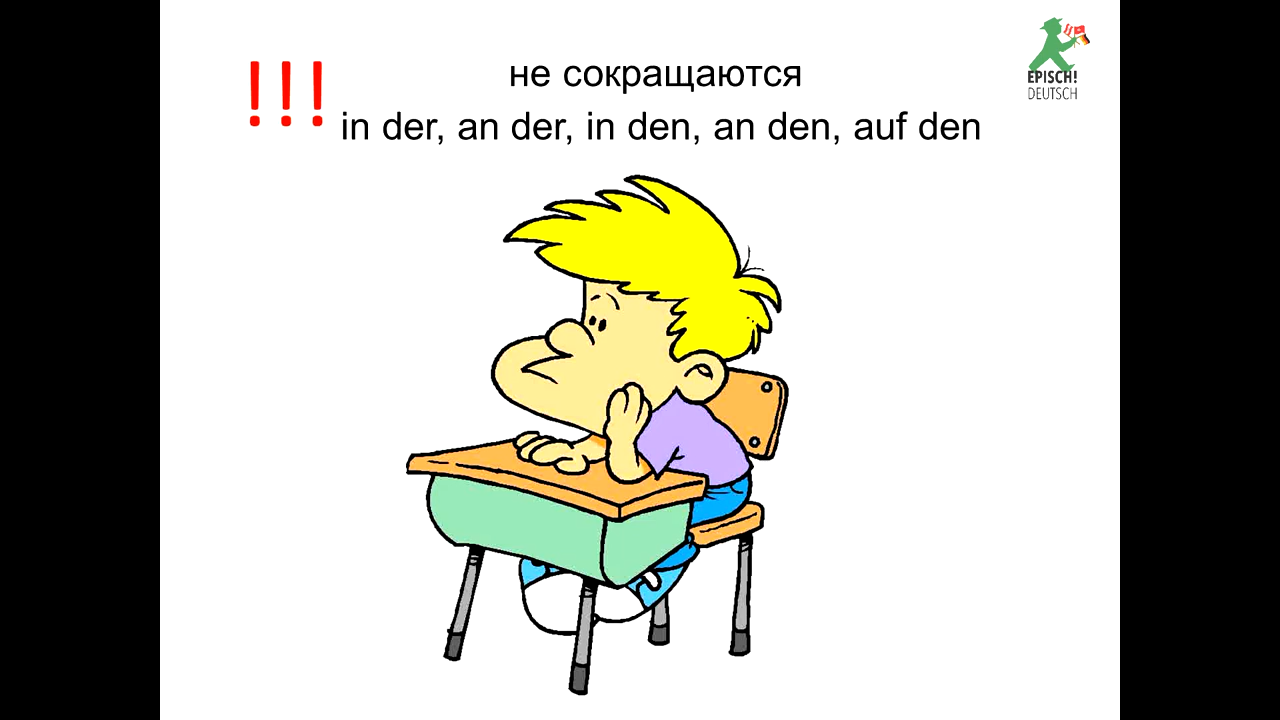 !!!
не сокращаются
in der, an der, in den, an den, auf den
EPISCH!
DEUTSCH